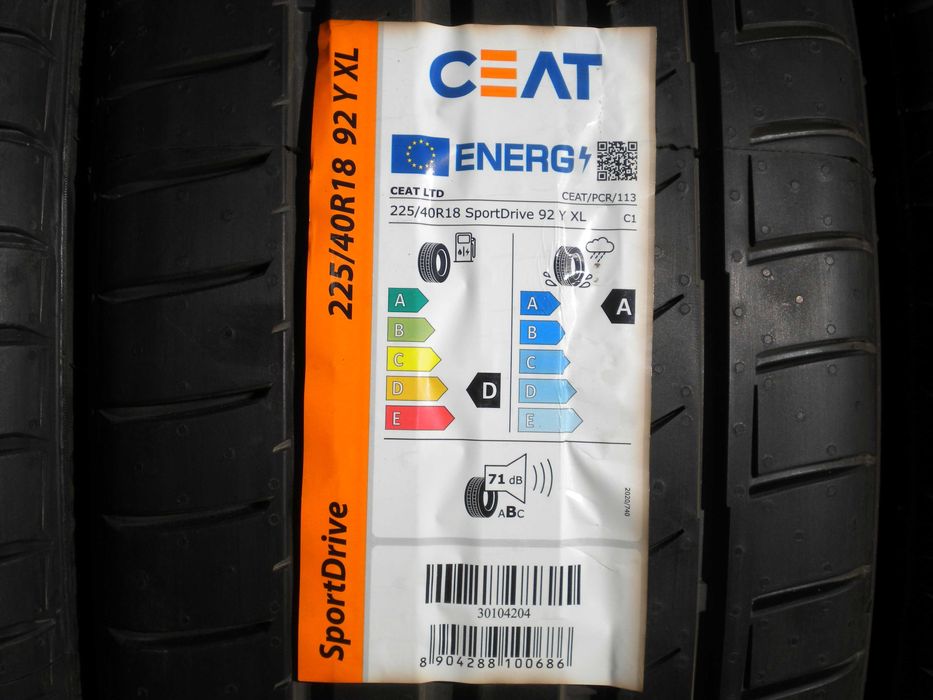 225/40R18 92 Y XL
SportDrive
CEAT
ENERG
CEAT LTD CEAT/PCR/113
225/40R18 SportDrive 92 Y XL C1
A A A
B B
C C
D D D
E E
71 dB
ABC
2020/740
30104204
8 904288 100686